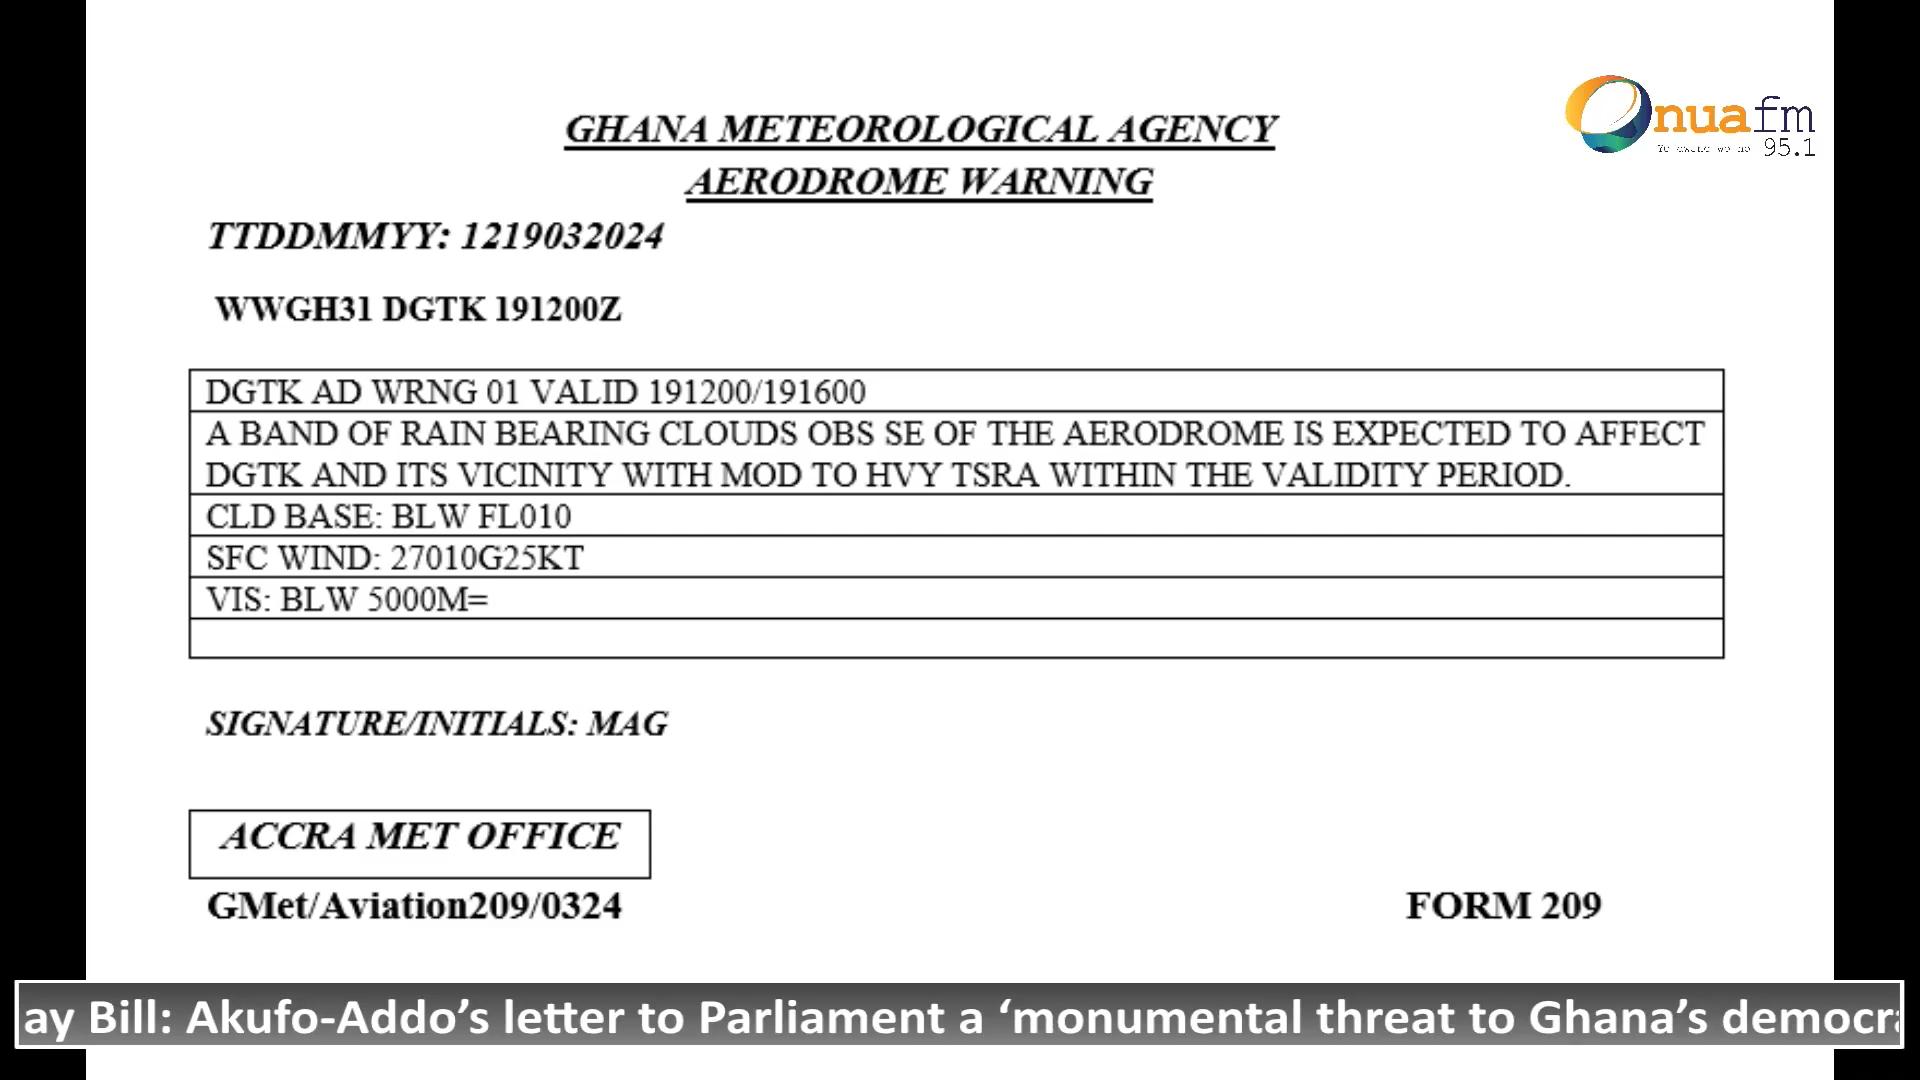 nuafm
95.1
GHANA METEOROLOGICAL AGENCY
AERODROME WARNING
TTDDMMYY: 1219032024
WWGH31 DGTK 191200Z
DGTK AD WRNG 01 VALID 191200/191600
A BAND OF RAIN BEARING CLOUDS OBS SE OF THE AERODROME IS EXPECTED TO AFFECT
DGTK AND ITS VICINITY WITH MOD TO HVY TSRA WITHIN THE VALIDITY PERIOD.
CLD BASE: BLW FL010
SFC WIND: 27010G25KT
VIS: BLW 5000M=
SIGNATURE/INITIALS: MAG
ACCRA MET OFFICE
GMet/Aviation209/0324
FORM 209
ay Bill: Akufo-Addo’s letter to Parliament a ‘monumental threat to Ghana’s democra